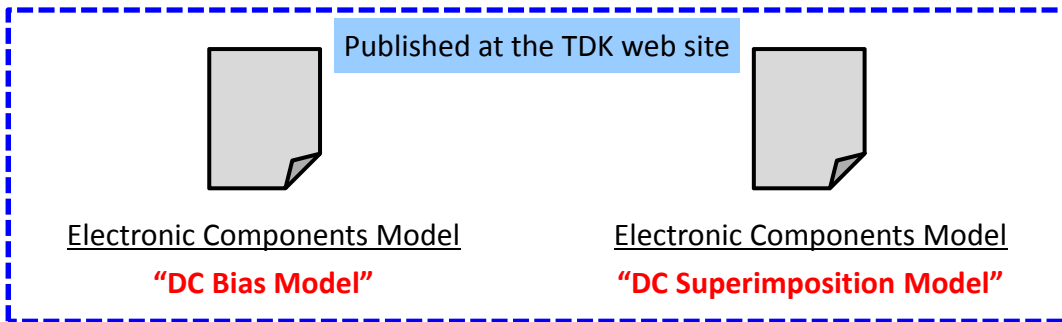 Published at the TDK web site
Electronic Components Model
“DC Bias Model”
Electronic Components Model
“DC Superimposition Model”